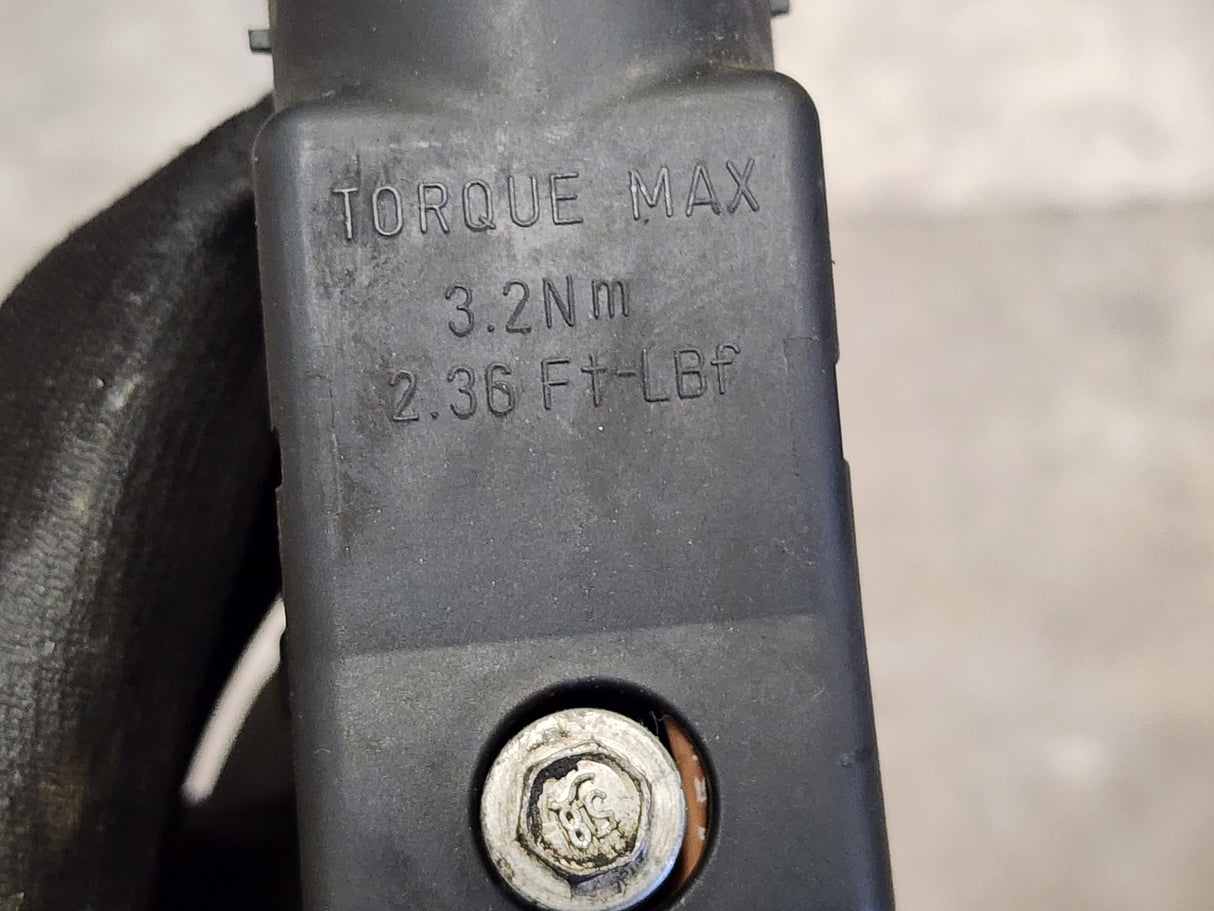 TORQUE MAX
3.2Nm
2.36 Ft-LBf